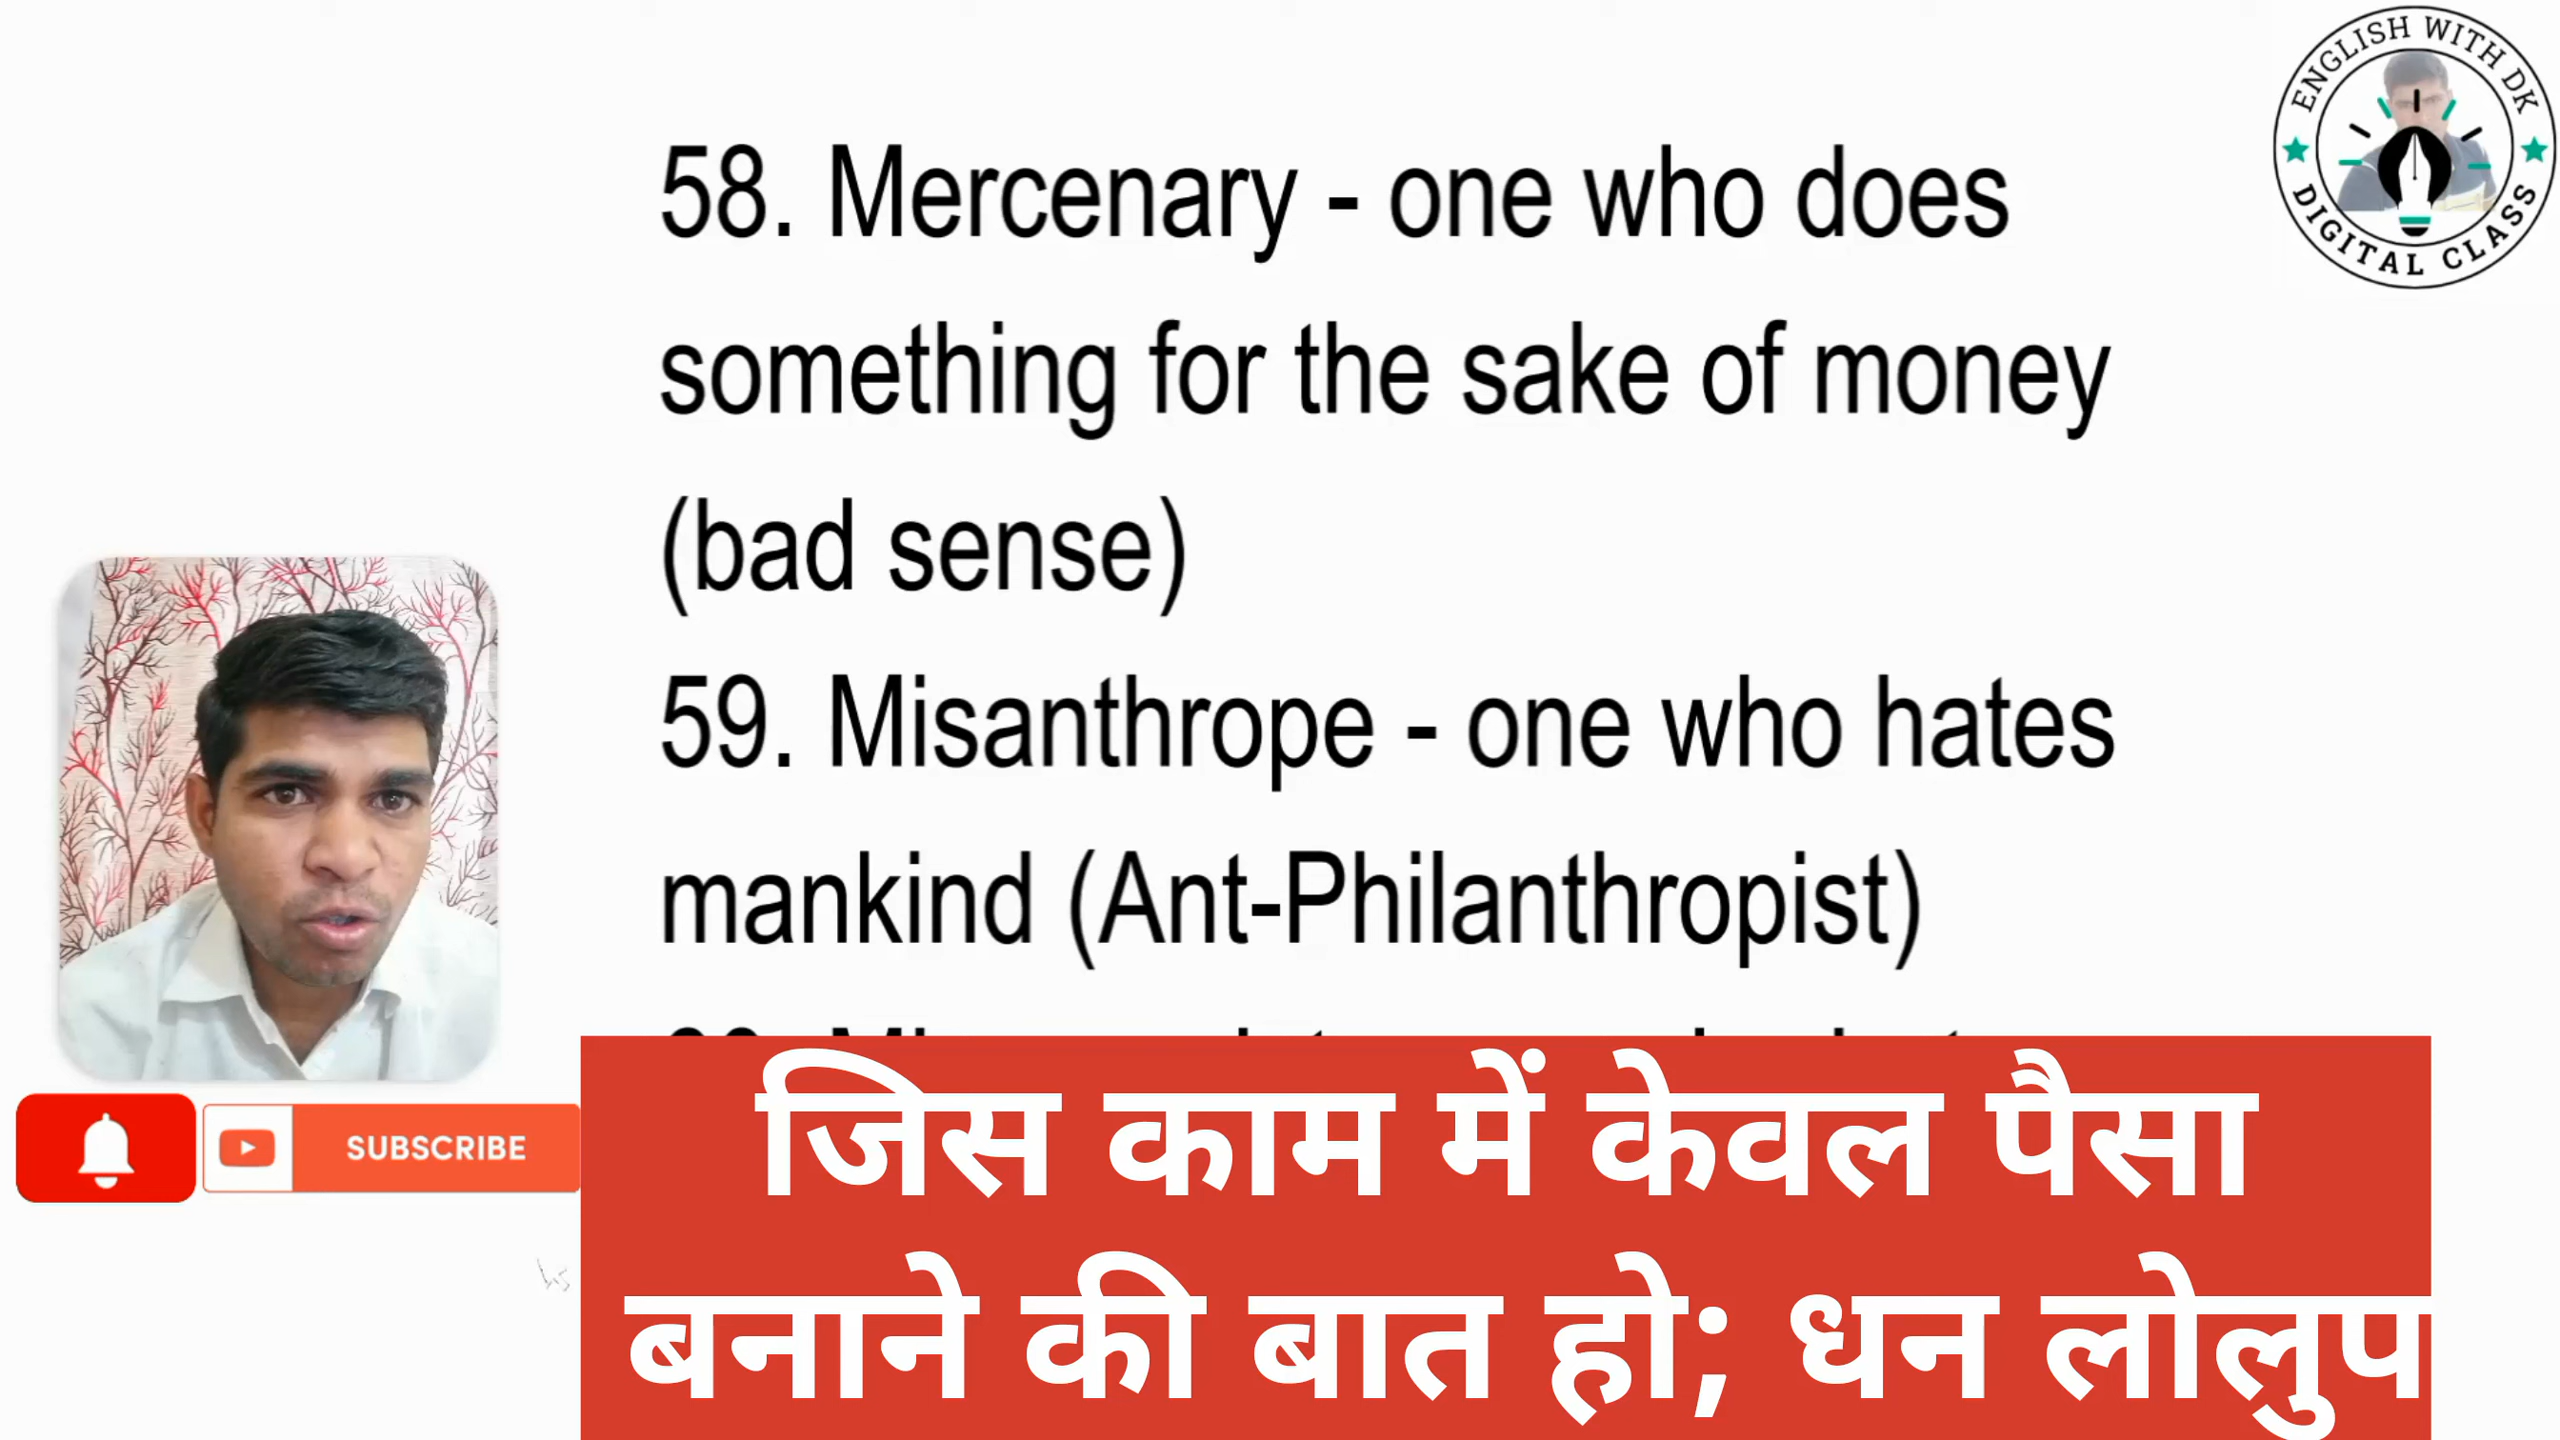 ENGLISH WITH DK
DIGITAL CLASS
58. Mercenary - one who does
something for the sake of money
(bad sense)
59. Misanthrope - one who hates
mankind (Ant-Philanthropist)
SUBSCRIBE
जिस काम में केवल पैसा
बनाने की बात हो; धन लोलुप